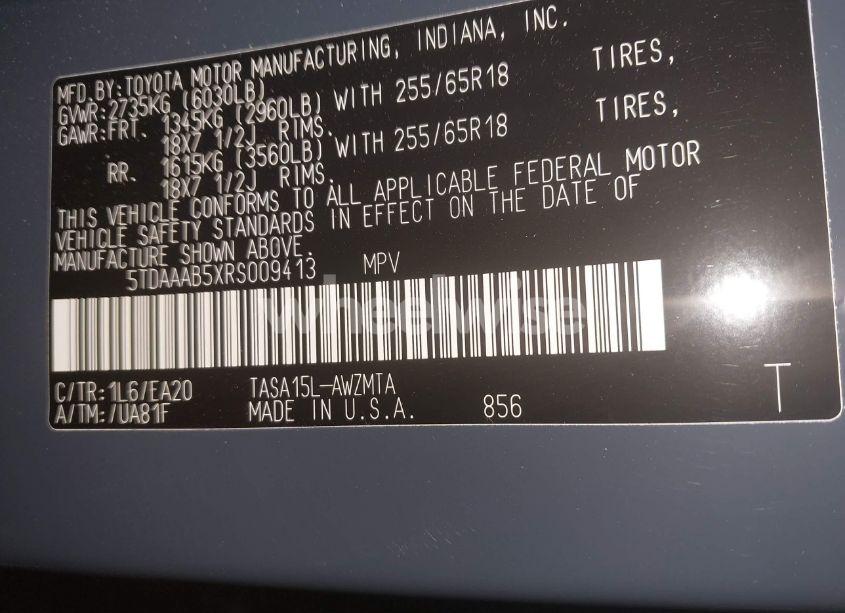 MFD. BY: TOYOTA MOTOR MANUFACTURING, INDIANA, INC.
GVWR: 2735KG (6030LB)
GAWR: FRT. 1345KG (2960LB) WITH 255/65R18 TIRES,
18X7 1/2J RIMS.
RR. 1615KG (3560LB) WITH 255/65R18 TIRES,
18X7 1/2J RIMS.
THIS VEHICLE CONFORMS TO ALL APPLICABLE FEDERAL MOTOR
VEHICLE SAFETY STANDARDS IN EFFECT ON THE DATE OF
MANUFACTURE SHOWN ABOVE.
5TDAAAB5XRS009413 MPV
wheelwise
C/TR: 1L6/EA20 TASA15L-AWZMTA
A/TM: /UA81F MADE IN U.S.A. 856 T